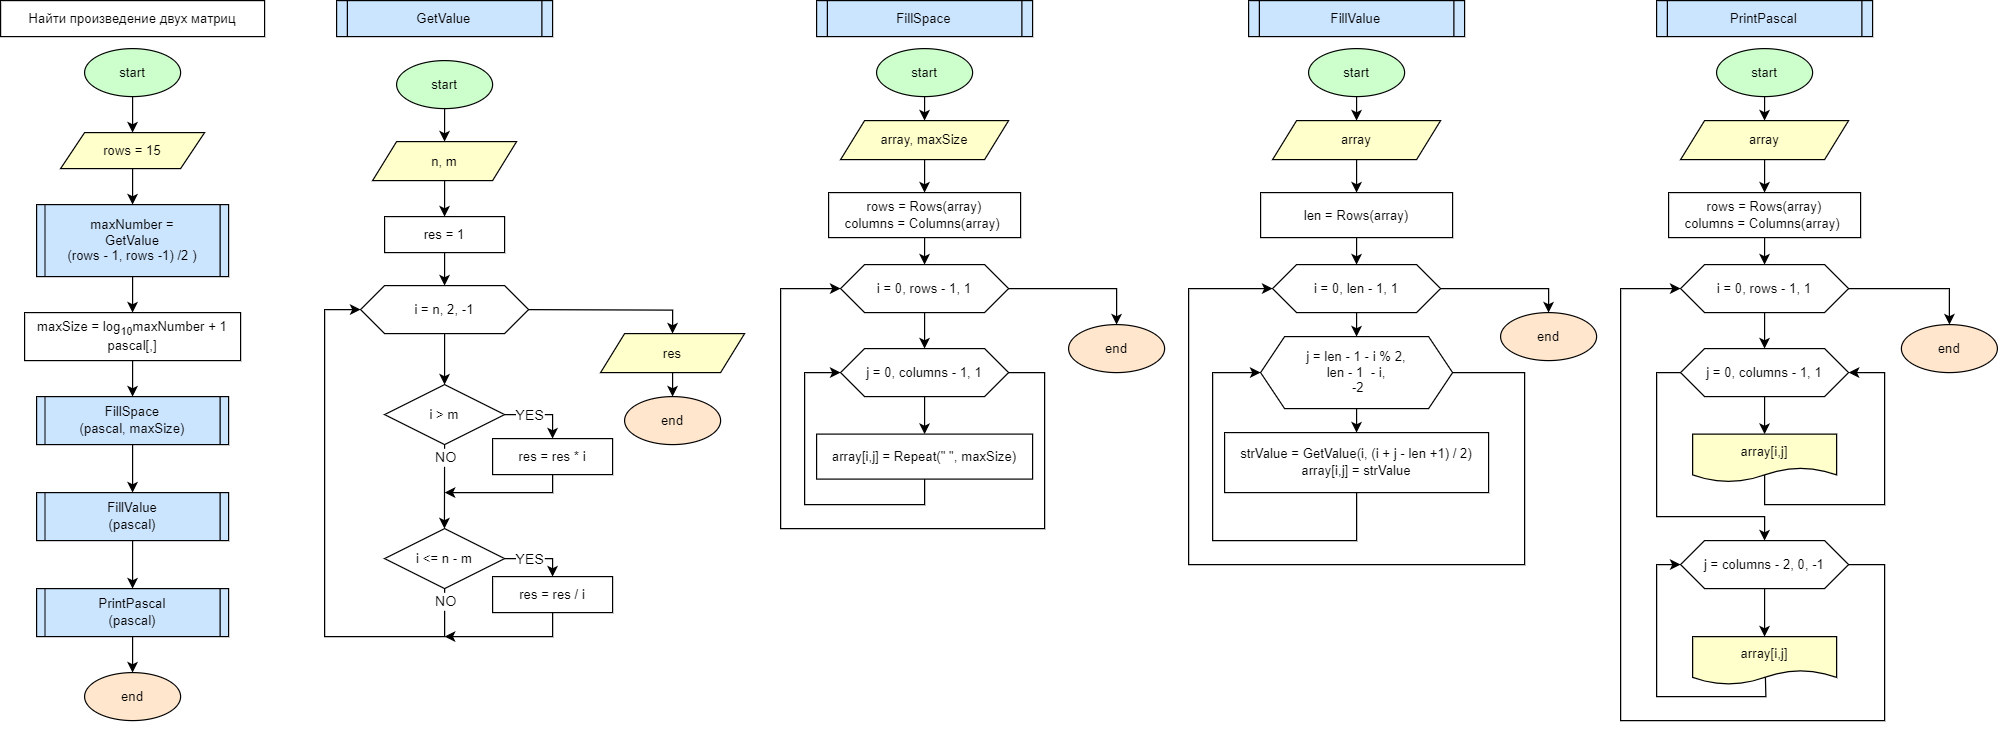 Найти произведение двух матриц
start
rows = 15
maxNumber =
GetValue
(rows - 1, rows -1) /2 )
maxSize = log10maxNumber + 1
pascal[,]
FillSpace
(pascal, maxSize)
FillValue
(pascal)
PrintPascal
(pascal)
end
GetValue
start
n, m
res = 1
i = n, 2, -1
res
end
i > m
YES
NO
res = res * i
i <= n - m
YES
NO
res = res / i
FillSpace
start
array, maxSize
rows = Rows(array)
columns = Columns(array)
i = 0, rows - 1, 1
end
j = 0, columns - 1, 1
array[i,j] = Repeat(" ", maxSize)
FillValue
start
array
len = Rows(array)
i = 0, len - 1, 1
end
j = len - 1 - i % 2,
len - 1  - i,
-2
strValue = GetValue(i, (i + j - len +1) / 2)
array[i,j] = strValue
PrintPascal
start
array
rows = Rows(array)
columns = Columns(array)
i = 0, rows - 1, 1
end
j = 0, columns - 1, 1
array[i,j]
j = columns - 2, 0, -1
array[i,j]